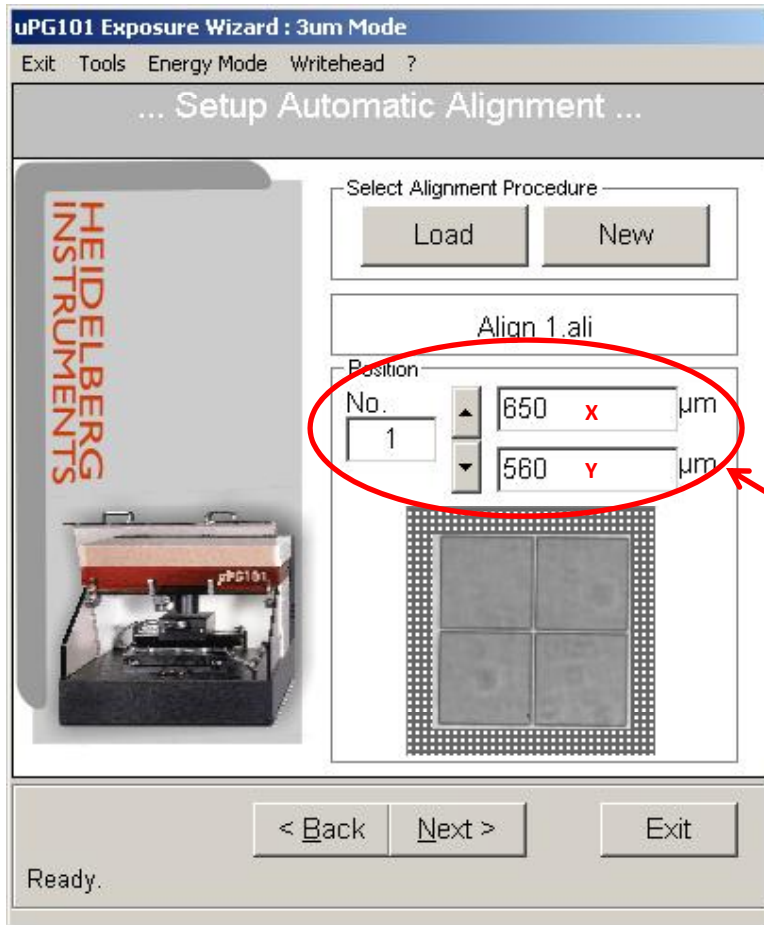 uPG101 Exposure Wizard : 3um Mode
Exit Tools Energy Mode Writehead ?
... Setup Automatic Alignment ...
HEIDELBERG
INSTRUMENTS
µPG101
Select Alignment Procedure
Load New
Align 1.ali
Position
No.
1
650 X µm
560 Y µm
< Back Next > Exit
Ready.